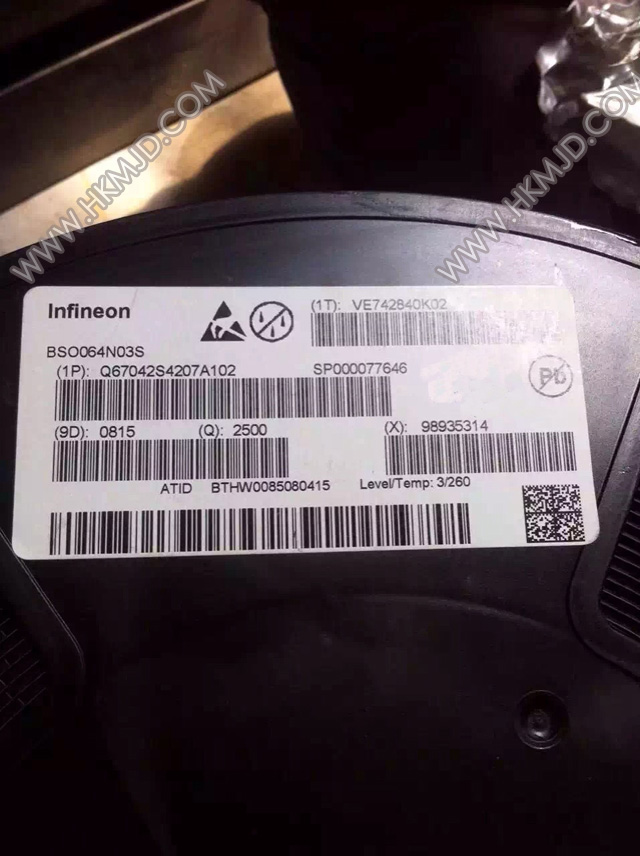 WWW.HKMJD.COM
WWW.HKMJD.COM
Infineon
(1T): VE742840K02
BSO064N03S
(1P): Q67042S4207A102 SP000077646
Pb
(9D): 0815 (Q): 2500 (X): 98935314
ATID BTHW0085080415 Level/Temp: 3/260